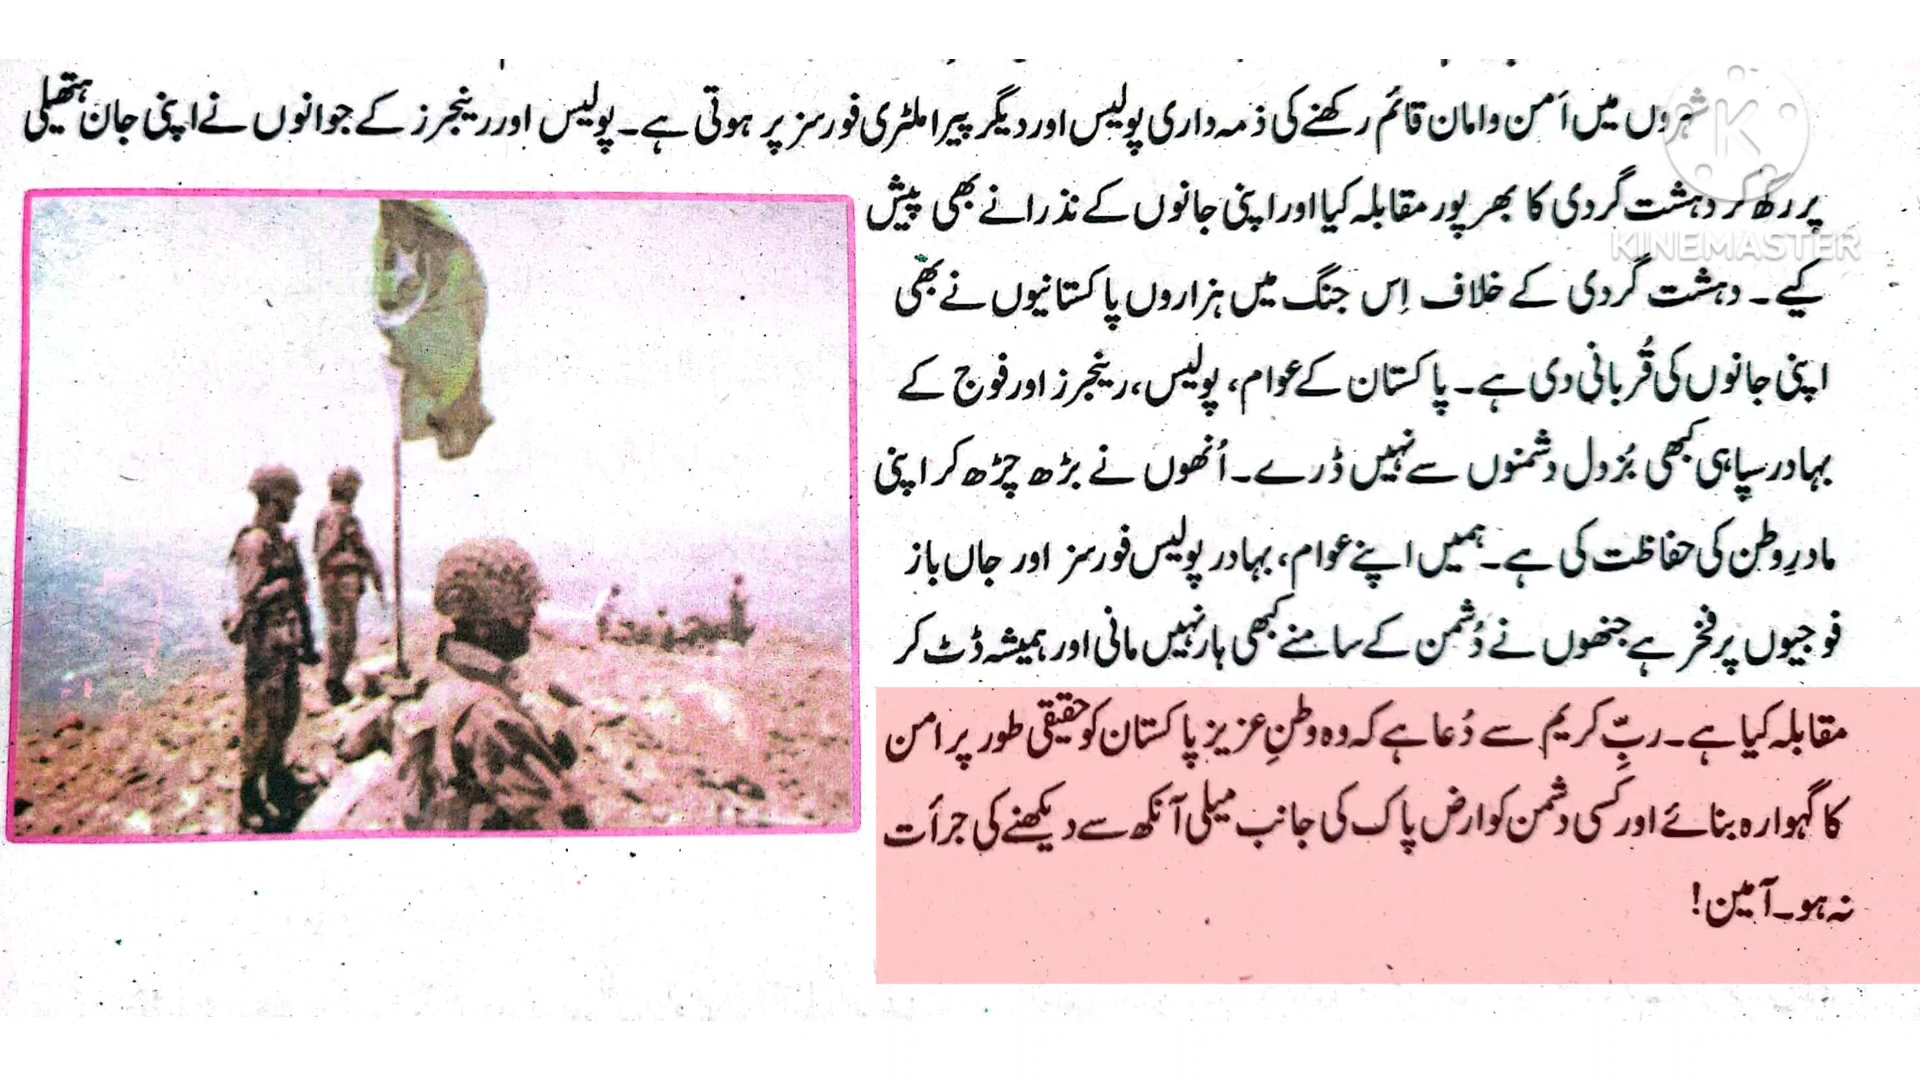 شہروں میں اَمن و امان قائم رکھنے کی ذمہ داری پولیس اور دیگر پیرا ملٹری فورسز پر ہوتی ہے۔ پولیس اور رینجرز کے جوانوں نے اپنی جان ہتھیلی
پر رکھ کر دہشت گردی کا بھرپور مقابلہ کیا اور اپنی جانوں کے نذرانے بھی پیش
KINEMASTER
کیے ۔ دہشت گردی کے خلاف اِس جنگ میں ہزاروں پاکستانیوں نے بھی
اپنی جانوں کی قُربانی دی ہے۔ پاکستان کے عوام، پولیس، رینجرز اور فوج کے
بہادر سپاہی کبھی بُزدل دشمنوں سے نہیں ڈرے۔ اُنھوں نے بڑھ چڑھ کر اپنی
مادرِ وطن کی حفاظت کی ہے۔ ہمیں اپنے عوام، بہادر پولیس فورسز اور جاں باز
فوجیوں پر فخر ہے جنھوں نے دُشمن کے سامنے کبھی ہار نہیں مانی اور ہمیشہ ڈٹ کر
مقابلہ کیا ہے۔ ربِّ کریم سے دُعا ہے کہ وہ وطنِ عزیز پاکستان کو حقیقی طور پر امن
کا گہوارہ بنائے اور کسی دشمن کو ارض پاک کی جانب میلی آنکھ سے دیکھنے کی جرأت
نہ ہو۔ آمین!